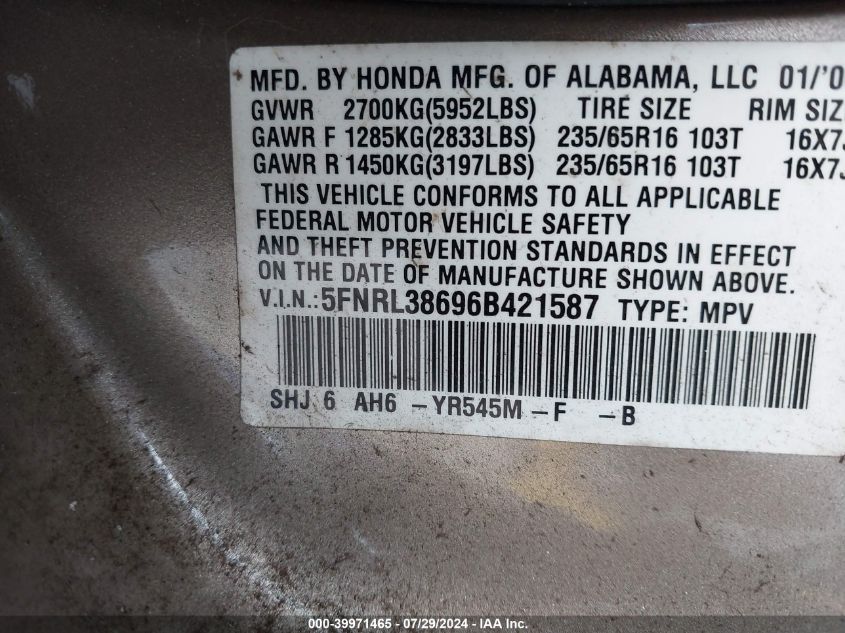 MFD. BY HONDA MFG. OF ALABAMA, LLC 01/'0
GVWR 2700KG(5952LBS) TIRE SIZE RIM SIZE
GAWR F 1285KG(2833LBS) 235/65R16 103T 16X7J
GAWR R 1450KG(3197LBS) 235/65R16 103T 16X7J
THIS VEHICLE CONFORMS TO ALL APPLICABLE
FEDERAL MOTOR VEHICLE SAFETY
AND THEFT PREVENTION STANDARDS IN EFFECT
ON THE DATE OF MANUFACTURE SHOWN ABOVE.
V.I.N.:5FNRL38696B421587 TYPE: MPV
SHJ 6 AH6 -YR545M -F -B
000-39971465 - 07/29/2024 - IAA Inc.